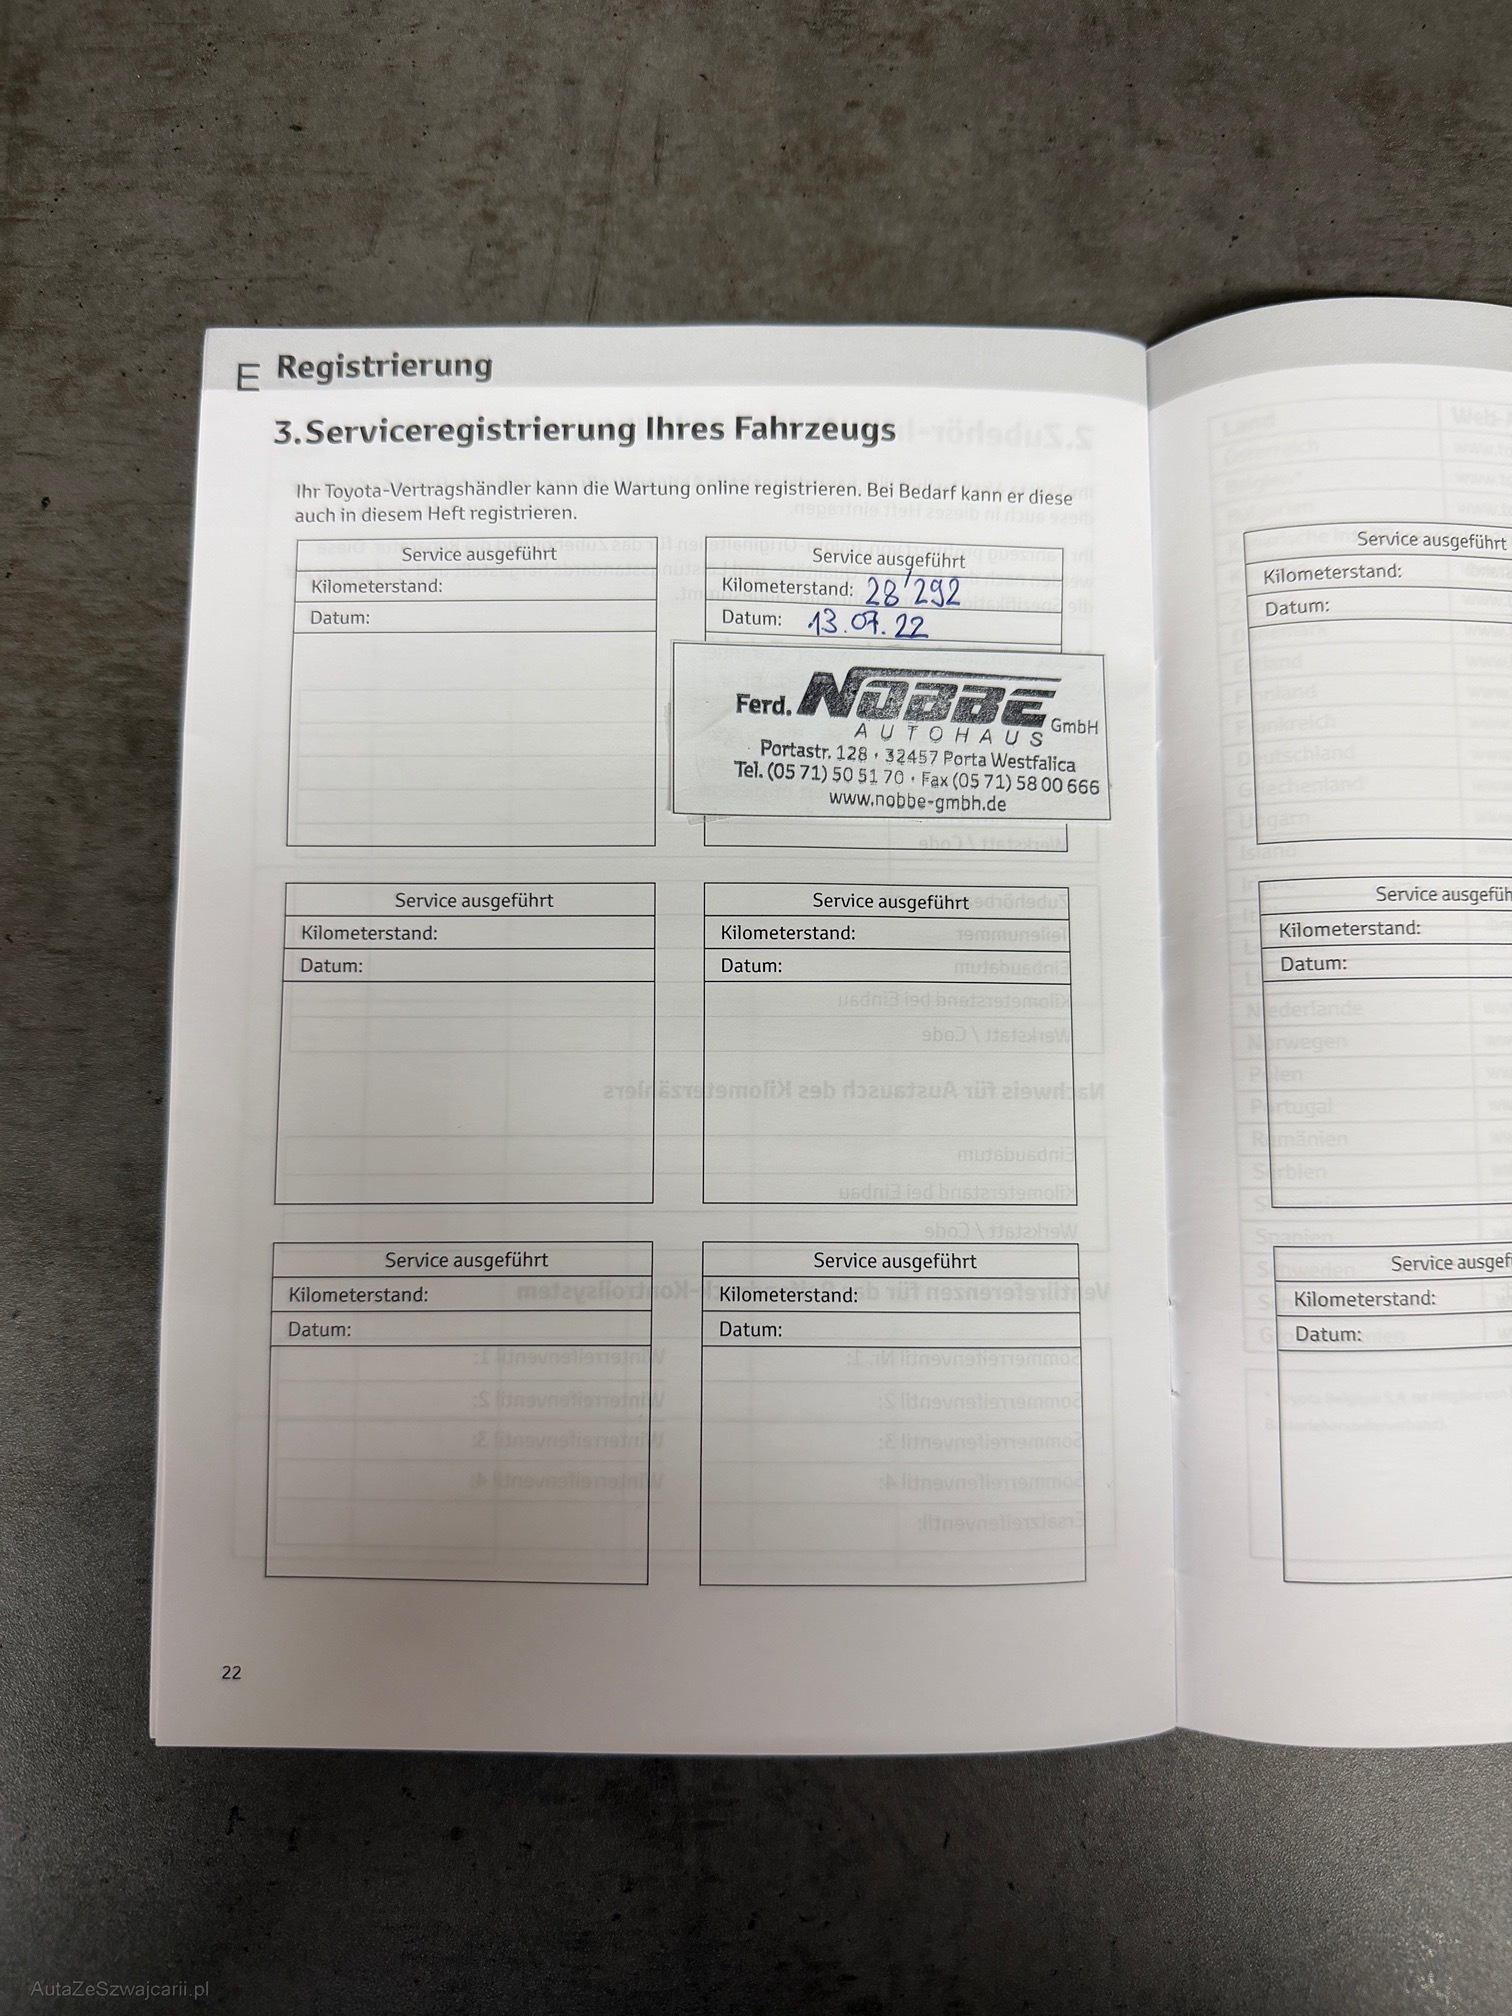 E Registrierung
3. Serviceregistrierung Ihres Fahrzeugs
Ihr Toyota-Vertragshändler kann die Wartung online registrieren. Bei Bedarf kann er diese
auch in diesem Heft registrieren.
Service ausgeführt
Kilometerstand:
Datum:
Service ausgeführt
Kilometerstand: 28'292
Datum: 13.07.22
Ferd. NOBBE GmbH
AUTOHAUS
Portastr. 128 · 32457 Porta Westfalica
Tel. (05 71) 50 51 70 · Fax (05 71) 58 00 666
www.nobbe-gmbh.de
Service ausgeführt
Kilometerstand:
Datum:
Service ausgeführt
Kilometerstand:
Datum:
Service ausgeführt
Kilometerstand:
Datum:
Service ausgeführt
Kilometerstand:
Datum:
22
Service ausgeführt
Kilometerstand:
Datum:
Service ausgefüh
Kilometerstand:
Datum:
Service ausgef
Kilometerstand:
Datum:
AutaZeSzwajcarii.pl